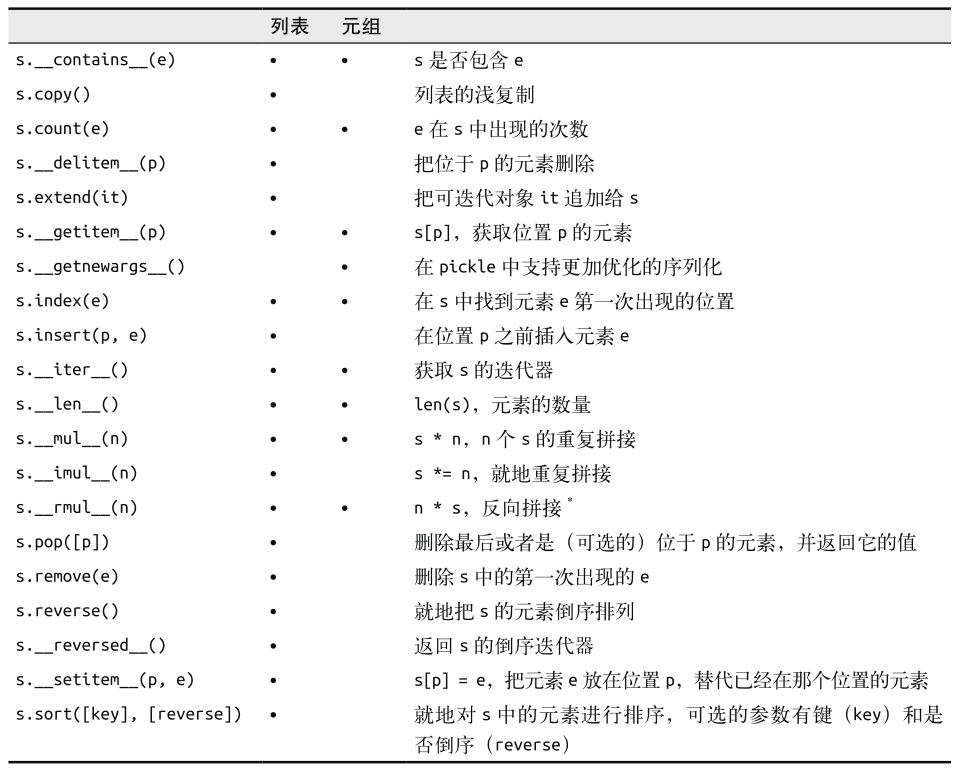 列表 元组
s.__contains__(e) • • s 是否包含 e
s.copy() • 列表的浅复制
s.count(e) • • e 在 s 中出现的次数
s.__delitem__(p) • 把位于 p 的元素删除
s.extend(it) • 把可迭代对象 it 追加给 s
s.__getitem__(p) • • s[p]，获取位置 p 的元素
s.__getnewargs__() • 在 pickle 中支持更加优化的序列化
s.index(e) • • 在 s 中找到元素 e 第一次出现的位置
s.insert(p, e) • 在位置 p 之前插入元素 e
s.__iter__() • • 获取 s 的迭代器
s.__len__() • • len(s)，元素的数量
s.__mul__(n) • • s * n，n 个 s 的重复拼接
s.__imul__(n) • s *= n，就地重复拼接
s.__rmul__(n) • • n * s，反向拼接*
s.pop([p]) • 删除最后或者是（可选的）位于 p 的元素，并返回它的值
s.remove(e) • 删除 s 中的第一次出现的 e
s.reverse() • 就地把 s 的元素倒序排列
s.__reversed__() • 返回 s 的倒序迭代器
s.__setitem__(p, e) • s[p] = e，把元素 e 放在位置 p，替代已经在那个位置的元素
s.sort([key], [reverse]) • 就地对 s 中的元素进行排序，可选的参数有键（key）和是
否倒序（reverse）